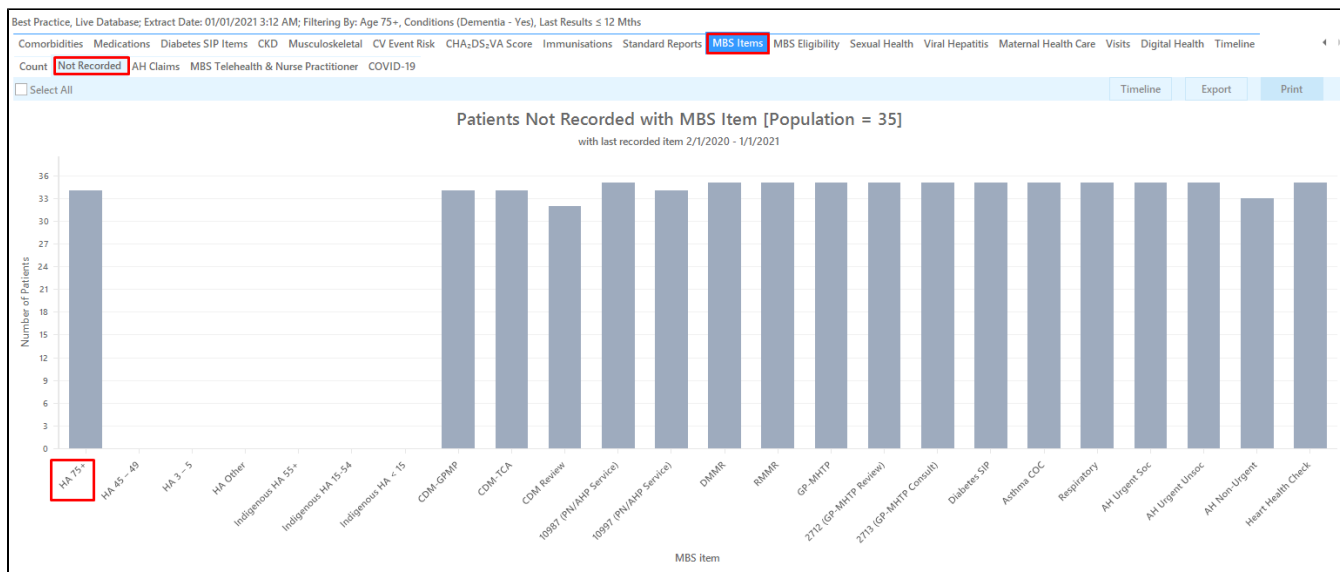 Best Practice, Live Database; Extract Date: 01/01/2021 3:12 AM; Filtering By: Age 75+, Conditions (Dementia - Yes), Last Results ≤ 12 Mths
Comorbidities Medications Diabetes SIP Items CKD Musculoskeletal CV Event Risk CHA₂DS₂VA Score Immunisations Standard Reports MBS Items MBS Eligibility Sexual Health Viral Hepatitis Maternal Health Care Visits Digital Health Timeline
Count Not Recorded AH Claims MBS Telehealth & Nurse Practitioner COVID-19
Select All Timeline Export Print
Patients Not Recorded with MBS Item [Population = 35]
with last recorded item 2/1/2020 - 1/1/2021
Number of Patients
36
33
30
27
24
21
18
15
12
9
6
3
0
HA 75+
HA 45 – 49
HA 3 – 5
HA Other
Indigenous HA 55+
Indigenous HA 15-54
Indigenous HA < 15
CDM-GPMP
CDM-TCA
CDM Review
10987 (PN/AHP Service)
10997 (PN/AHP Service)
DMMR
RMMR
GP-MHTP
2712 (GP-MHTP Review)
2713 (GP-MHTP Consult)
Diabetes SIP
Asthma COC
Respiratory
AH Urgent Soc
AH Urgent Unsoc
AH Non-Urgent
Heart Health Check
MBS item